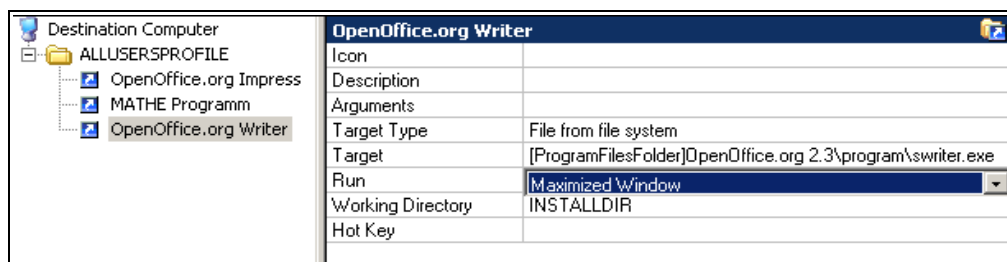 Destination Computer
ALLUSERSPROFILE
OpenOffice.org Impress
MATHE Programm
OpenOffice.org Writer
OpenOffice.org Writer
Icon
Description
Arguments
Target Type File from file system
Target [ProgramFilesFolder]OpenOffice.org 2.3\program\swriter.exe
Run Maximized Window
Working Directory INSTALLDIR
Hot Key